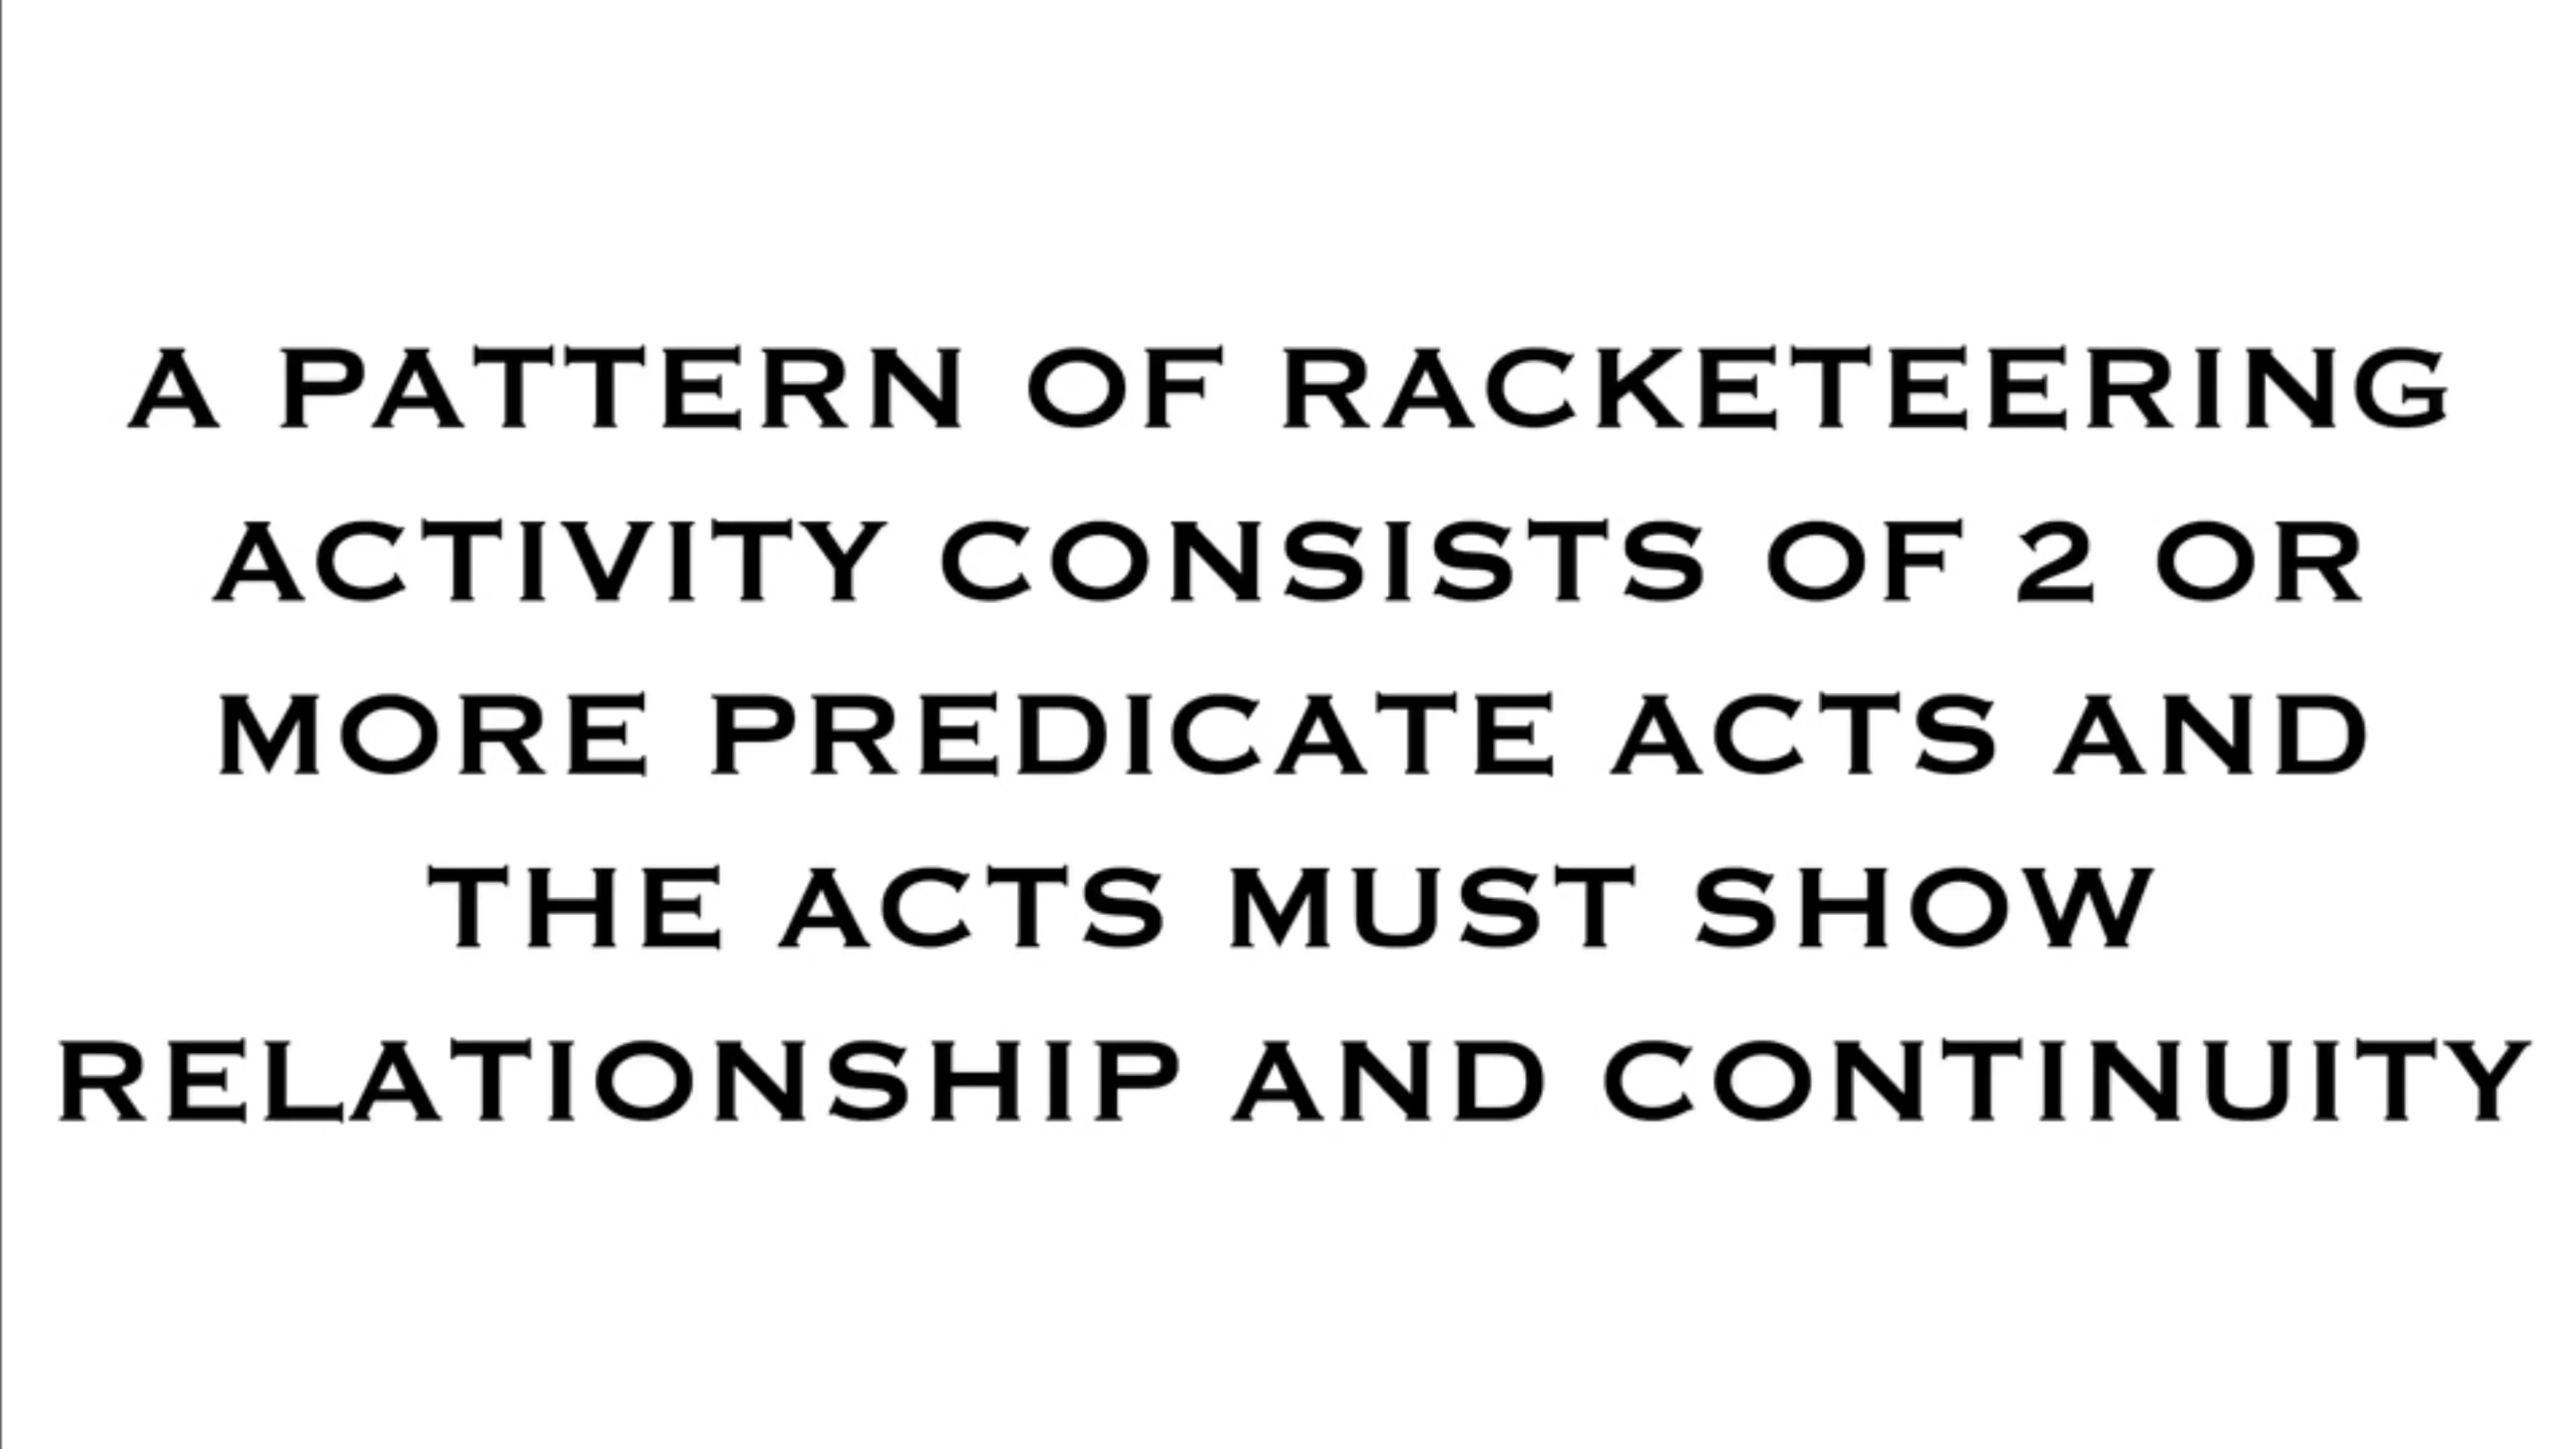 A PATTERN OF RACKETEERING
ACTIVITY CONSISTS OF 2 OR
MORE PREDICATE ACTS AND
THE ACTS MUST SHOW
RELATIONSHIP AND CONTINUITY